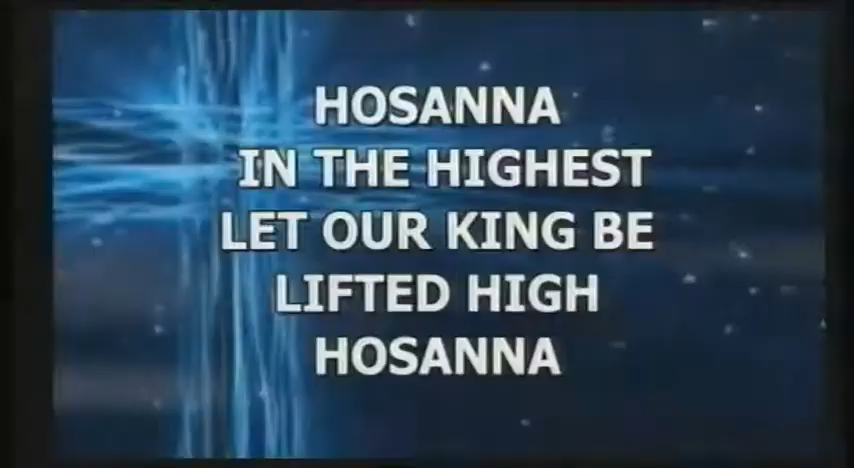 HOSANNA
IN THE HIGHEST
LET OUR KING BE
LIFTED HIGH
HOSANNA